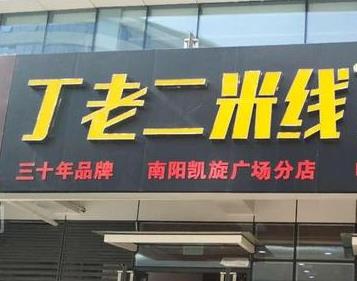 丁老二米线
三十年品牌 南阳凯旋广场分店